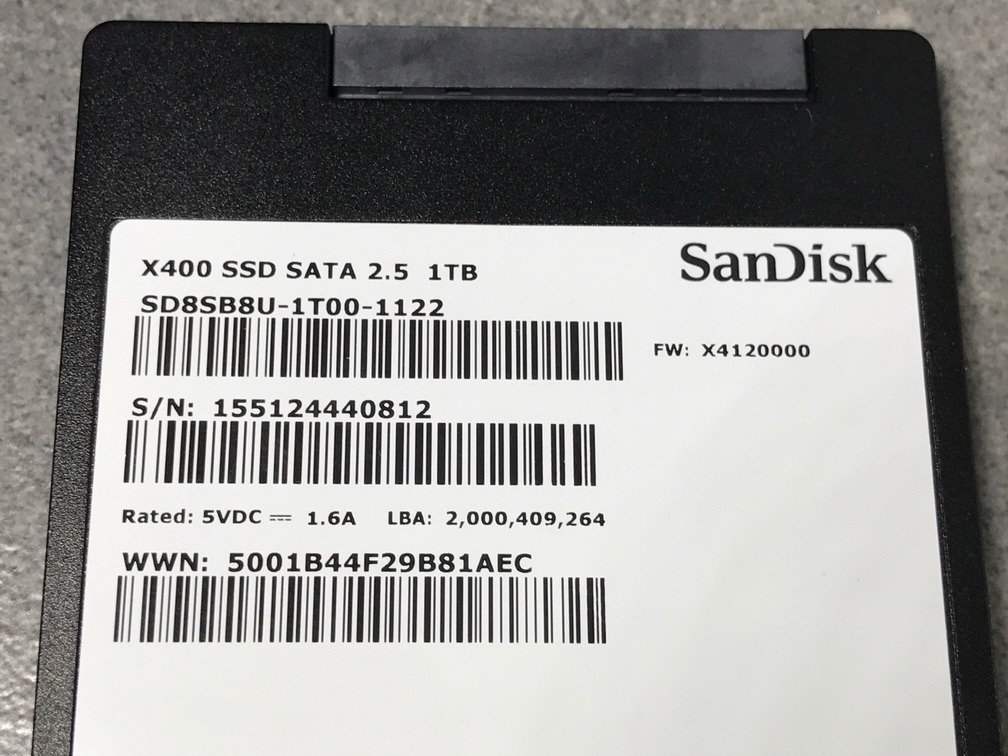 X400 SSD SATA 2.5 1TB
SanDisk
SD8SB8U-1T00-1122
FW: X4120000
S/N: 155124440812
Rated: 5VDC ⎓ 1.6A LBA: 2,000,409,264
WWN: 5001B44F29B81AEC